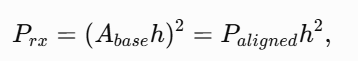 $P_{rx} = (A_{base}h)^2 = P_{aligned}h^2,$